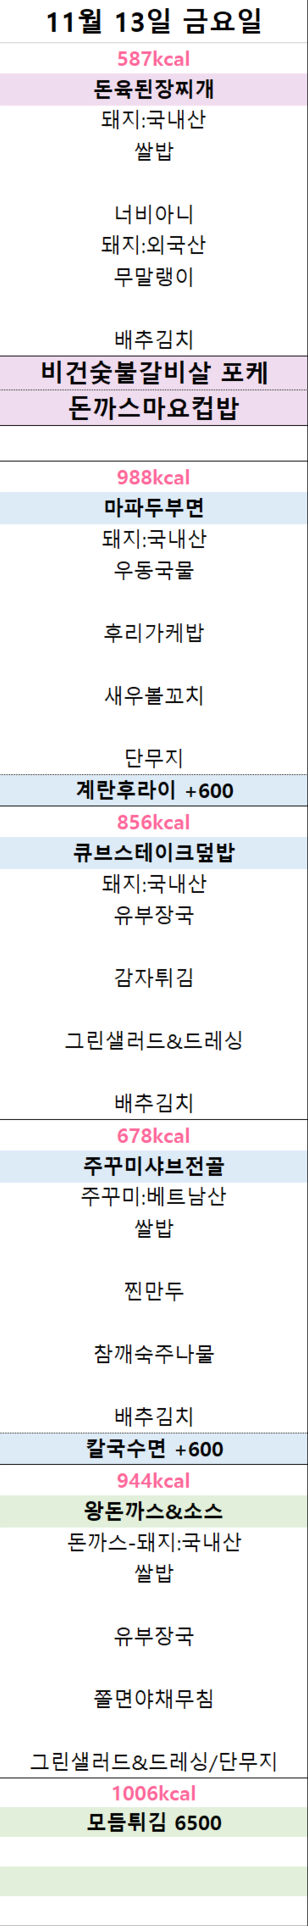 11월 13일 금요일
587kcal
돈육된장찌개
돼지:국내산
쌀밥
너비아니
돼지:외국산
무말랭이
배추김치
비건숯불갈비살 포케
돈까스마요컵밥
988kcal
마파두부면
돼지:국내산
우동국물
후리가케밥
새우볼꼬치
단무지
계란후라이 +600
856kcal
큐브스테이크덮밥
돼지:국내산
유부장국
감자튀김
그린샐러드&드레싱
배추김치
678kcal
주꾸미샤브전골
주꾸미:베트남산
쌀밥
찐만두
참깨숙주나물
배추김치
칼국수면 +600
944kcal
왕돈까스&소스
돈까스-돼지:국내산
쌀밥
유부장국
쫄면야채무침
그린샐러드&드레싱/단무지
1006kcal
모듬튀김 6500